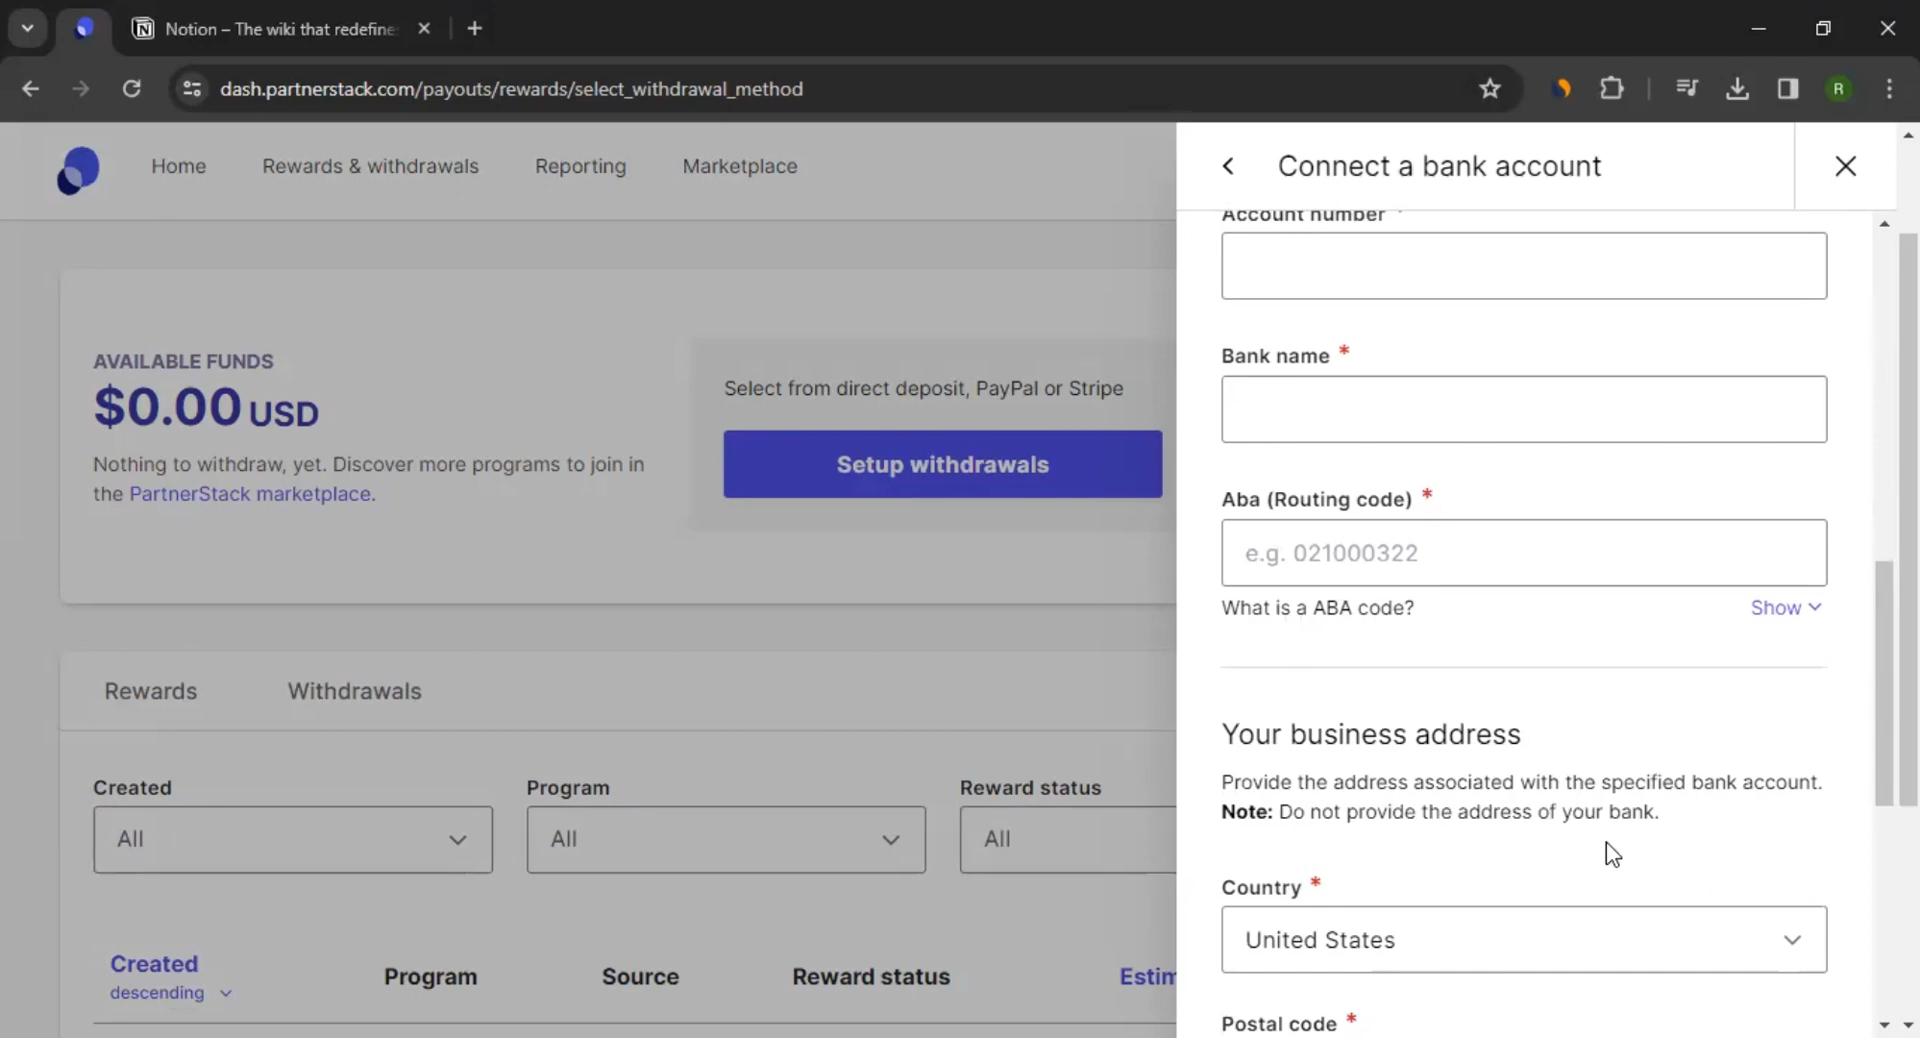 Notion – The wiki that redefine
dash.partnerstack.com/payouts/rewards/select_withdrawal_method
R
Home
Rewards & withdrawals
Reporting
Marketplace
AVAILABLE FUNDS
$0.00 USD
Nothing to withdraw, yet. Discover more programs to join in
the PartnerStack marketplace.
Select from direct deposit, PayPal or Stripe
Setup withdrawals
Rewards
Withdrawals
Created
Program
Reward status
All
All
All
Created
descending
Program
Source
Reward status
Estim
Connect a bank account
Account number *
Bank name *
Aba (Routing code) *
e.g. 021000322
What is a ABA code?
Show
Your business address
Provide the address associated with the specified bank account.
Note: Do not provide the address of your bank.
Country *
United States
Postal code *